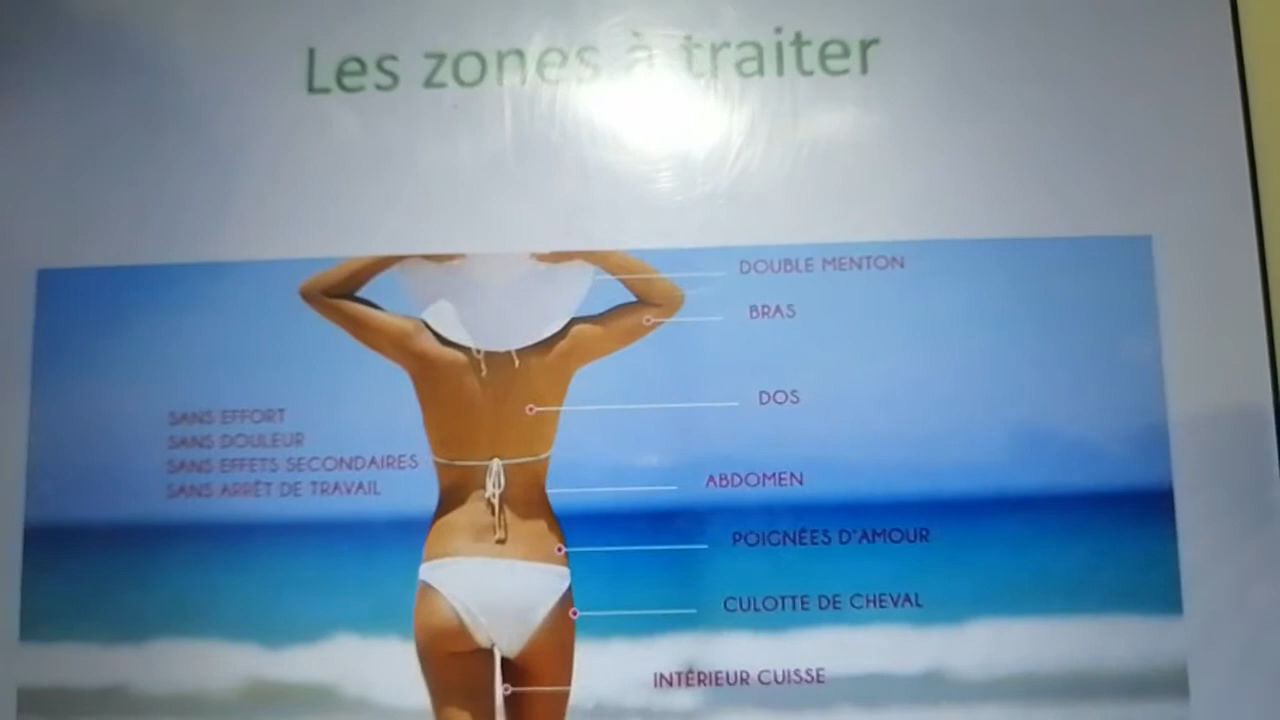 Les zones à traiter
DOUBLE MENTON
BRAS
DOS
SANS EFFORT
SANS DOULEUR
SANS EFFETS SECONDAIRES
SANS ARRÊT DE TRAVAIL
ABDOMEN
POIGNÉES D'AMOUR
CULOTTE DE CHEVAL
INTÉRIEUR CUISSE